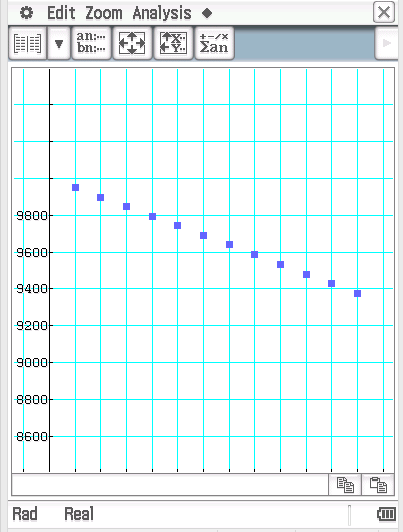 Edit Zoom Analysis
an:···
bn:···
X···
Y···
+−/×
Σan
9800
9600
9400
9200
9000
8800
8600
Rad Real